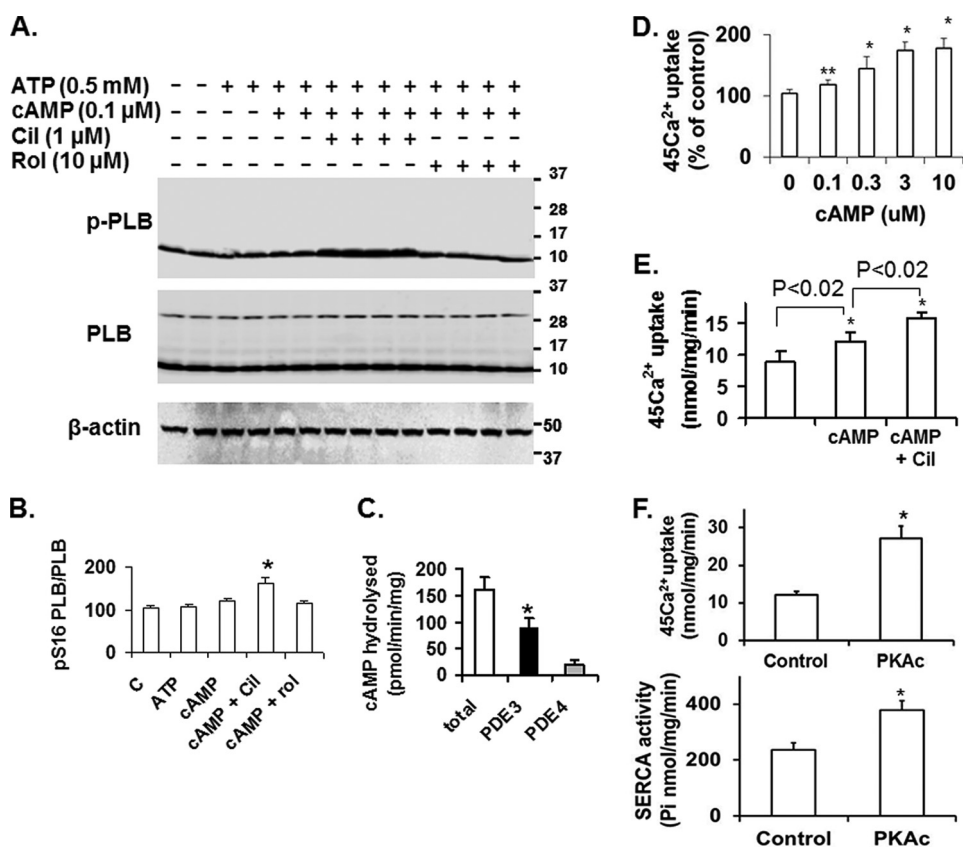 A.
ATP (0.5 mM) – – + + + + + + + + + + + +
cAMP (0.1 µM) – – – – + + + + + + + + + +
Cil (1 µM) – – – – – – + + + + – – – –
Rol (10 µM) – – – – – – – – – – + + + +
p-PLB
37
28
17
10
PLB
37
28
17
10
β-actin
50
37
B.
pS16 PLB/PLB
200
100
0
C
ATP
cAMP
cAMP + Cil
cAMP + rol
*
C.
cAMP hydrolysed
(pmol/min/mg)
200
150
100
50
0
*
total
PDE3
PDE4
D.
45Ca²⁺ uptake
(% of control)
200
100
0
** * * *
0 0.1 0.3 3 10
cAMP (uM)
E.
P<0.02
P<0.02
45Ca²⁺ uptake
(nmol/mg/min)
15
10
5
0
* *
cAMP cAMP
+ Cil
F.
45Ca²⁺ uptake
(nmol/mg/min)
30
20
10
0
*
Control PKAc
SERCA activity
(Pi nmol/mg/min)
400
200
0
*
Control PKAc